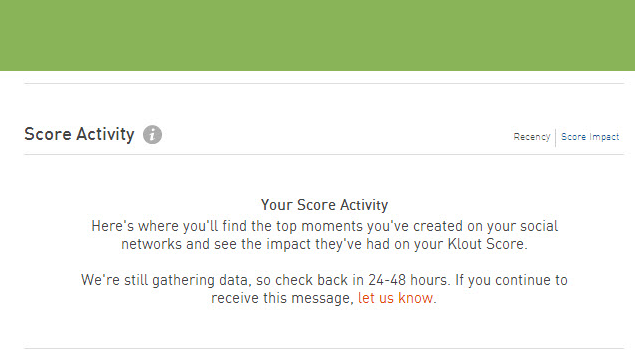 Score Activity i
Recency Score Impact
Your Score Activity
Here's where you'll find the top moments you've created on your social
networks and see the impact they've had on your Klout Score.
We're still gathering data, so check back in 24-48 hours. If you continue to
receive this message, let us know.